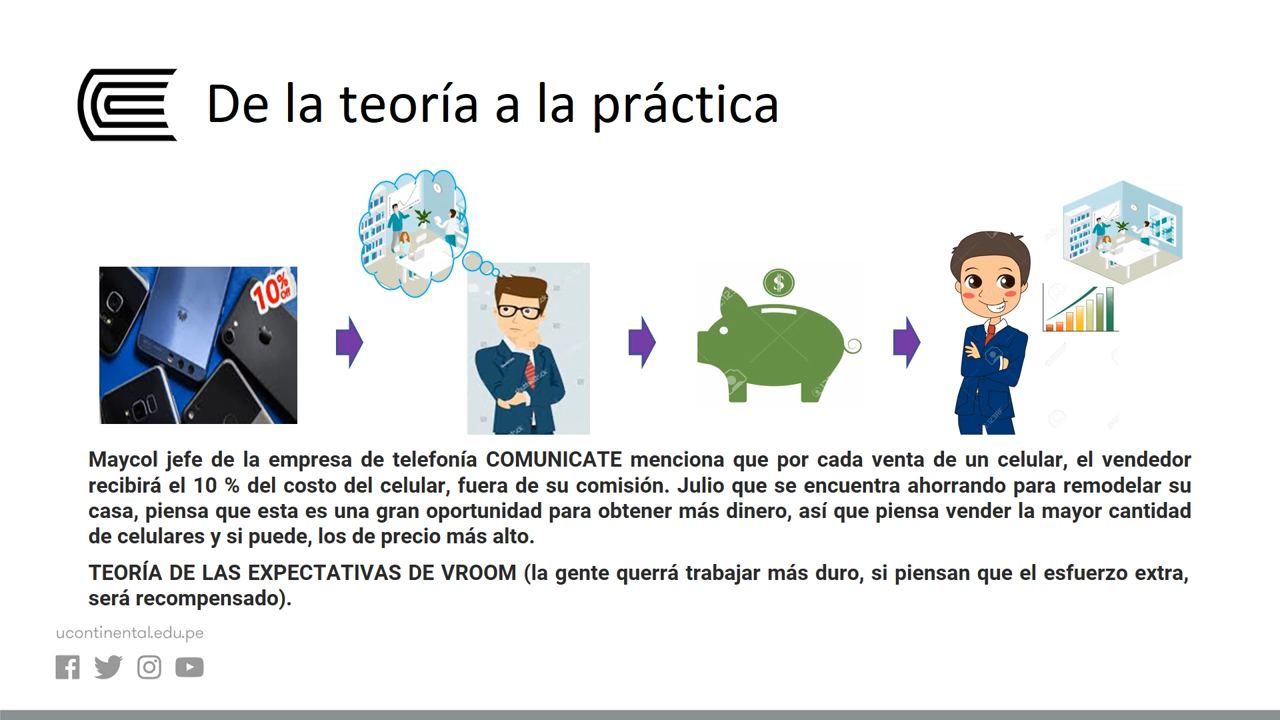 De la teoría a la práctica
10%
Off
$
Maycol jefe de la empresa de telefonía COMUNICATE menciona que por cada venta de un celular, el vendedor
recibirá el 10 % del costo del celular, fuera de su comisión. Julio que se encuentra ahorrando para remodelar su
casa, piensa que esta es una gran oportunidad para obtener más dinero, así que piensa vender la mayor cantidad
de celulares y si puede, los de precio más alto.
TEORÍA DE LAS EXPECTATIVAS DE VROOM (la gente querrá trabajar más duro, si piensan que el esfuerzo extra,
será recompensado).
ucontinental.edu.pe